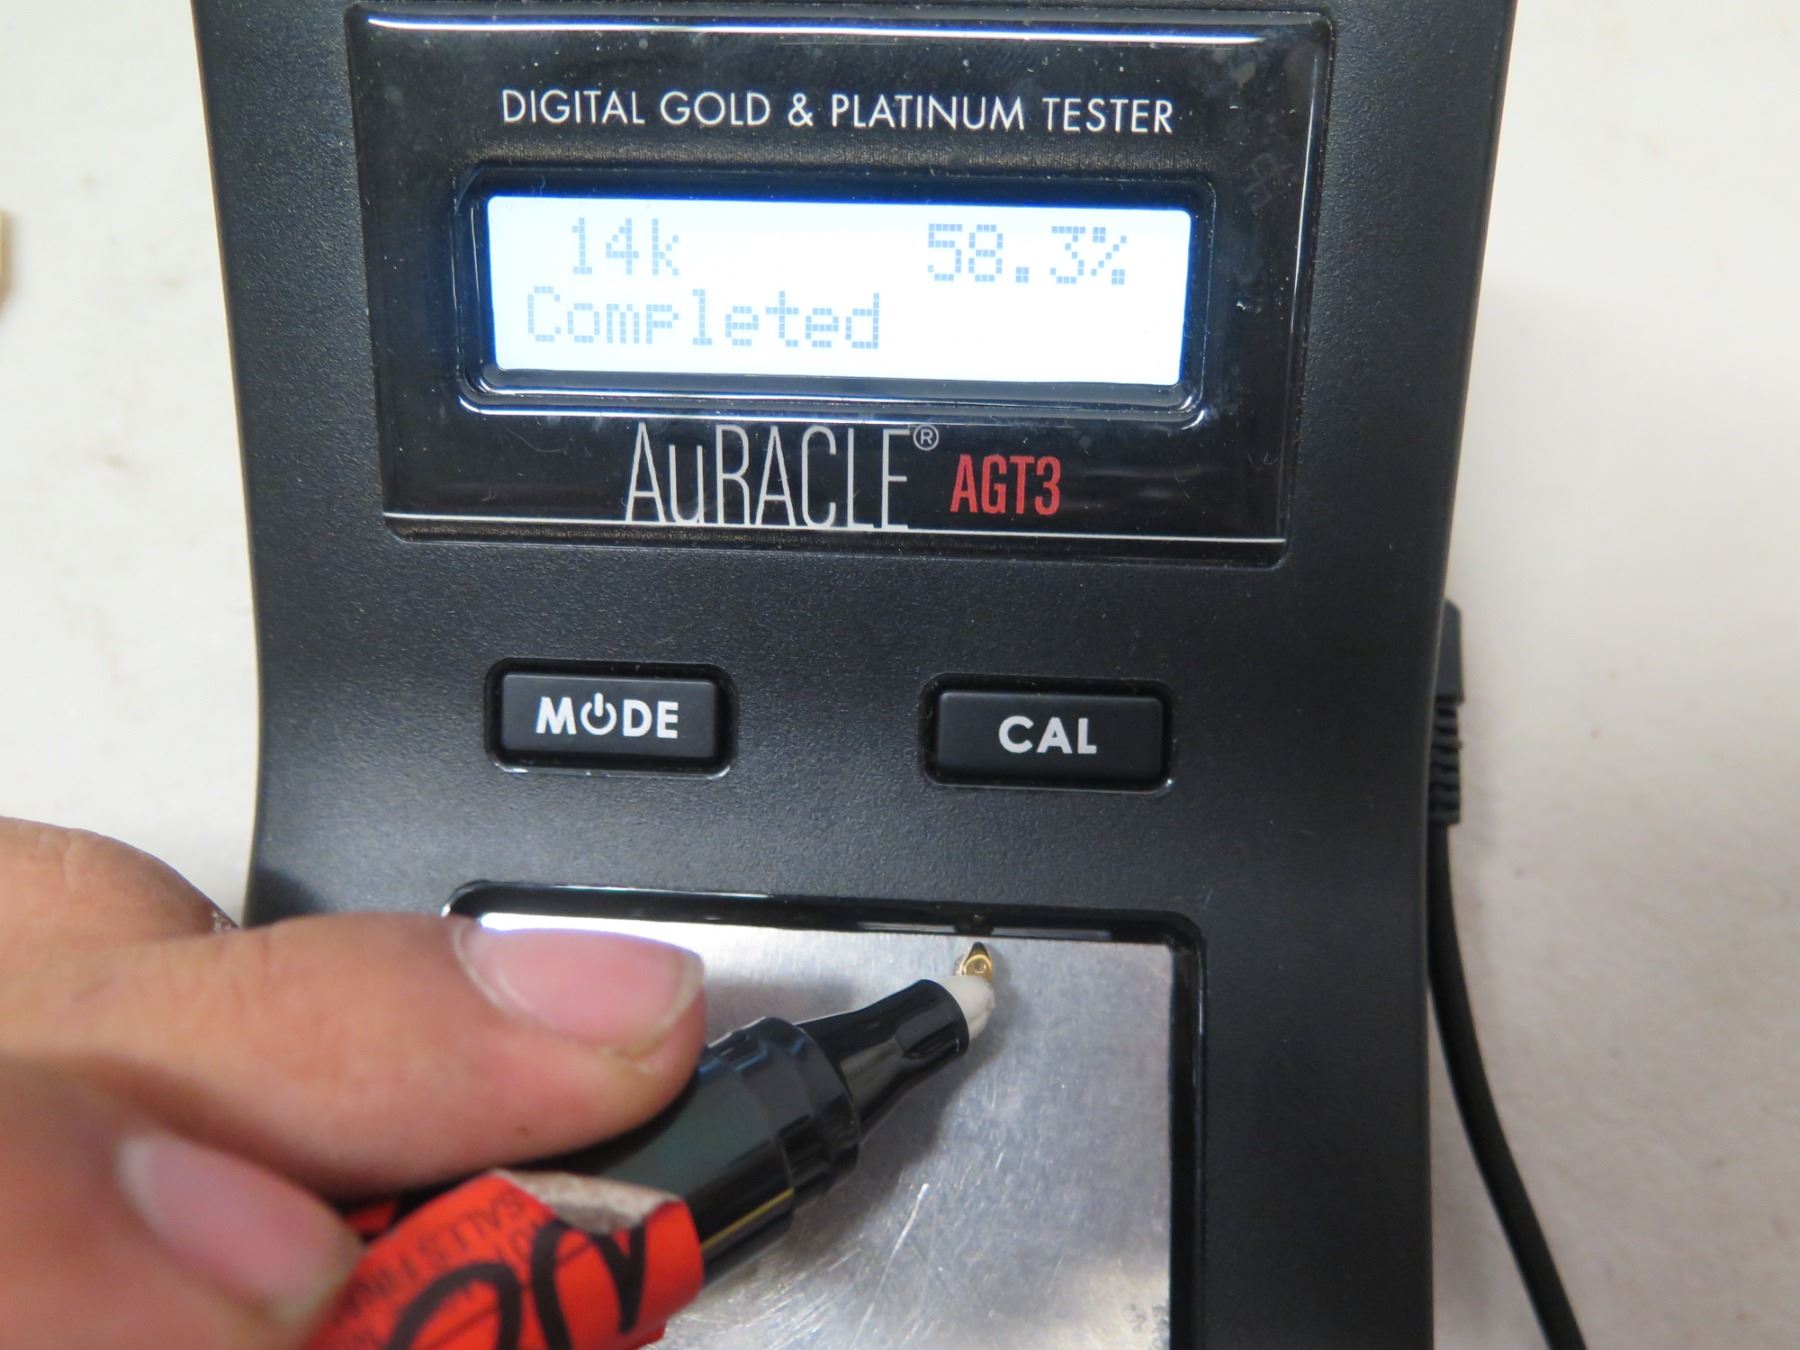 DIGITAL GOLD & PLATINUM TESTER
14k 58.3%
Completed
AuRACLE® AGT3
MODE
CAL